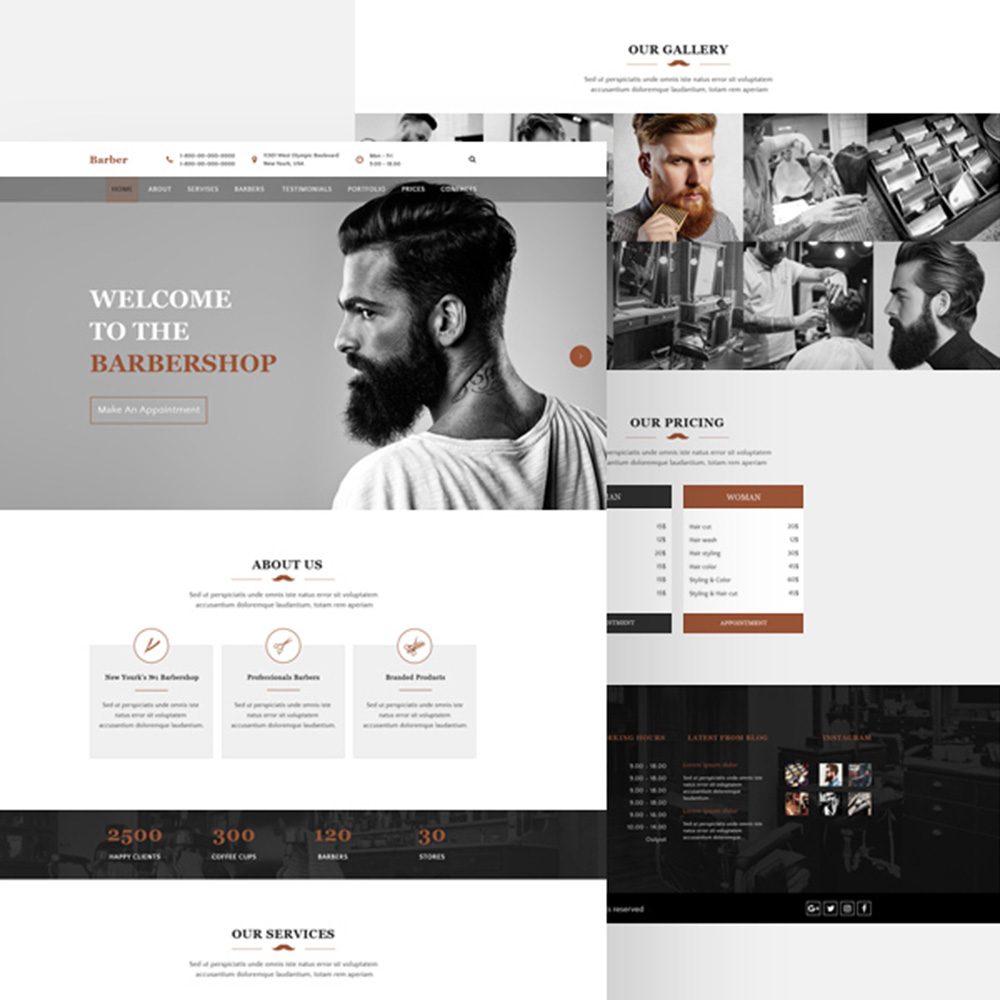 OUR GALLERY
Sed ut perspiciatis unde omnis iste natus error sit voluptatem
accusantium doloremque laudantium, totam rem aperiam
Barber
1-800-00-000-0000
1-800-00-000-0000
11301 West Olympic Boulevard
New Yourk, USA
Mon - Fri
9.00 - 18.00
HOME
ABOUT
SERVISES
BARBERS
TESTIMONIALS
PORTFOLIO
PRICES
CONTACTS
WELCOME
TO THE
BARBERSHOP
Make An Appointment
ABOUT US
Sed ut perspiciatis unde omnis iste natus error sit voluptatem
accusantium doloremque laudantium, totam rem aperiam
New Yourk's №1 Barbershop
Sed ut perspiciatis unde omnis iste
natus error sit voluptatem
accusantium doloremque laudantium.
Profeccionals Barbers
Sed ut perspiciatis unde omnis iste
natus error sit voluptatem
accusantium doloremque laudantium.
Branded Products
Sed ut perspiciatis unde omnis iste
natus error sit voluptatem
accusantium doloremque laudantium.
2500
HAPPY CLIENTS
300
COFFEE CUPS
120
BARBERS
30
STORES
OUR SERVICES
Sed ut perspiciatis unde omnis iste natus error sit voluptatem
accusantium doloremque laudantium, totam rem aperiam
OUR PRICING
perspiciatis unde omnis iste natus error sit voluptatem
antium doloremque laudantium, totam rem aperiam
AN
15$
12$
20$
15$
15$
15$
NTMENT
WOMAN
Hair cut 20$
Hair wash 12$
Hair styling 30$
Hair color 45$
Styling & Color 60$
Styling & Hair cut 45$
APPOINTMENT
RKING HOURS
9.00 - 18.00
9.00 - 18.00
9.00 - 18.00
9.00 - 18.00
9.00 - 16.00
10.00 - 14.00
Output
LATEST FROM BLOG
Lorem ipsum dolor
Sed ut perspiciatis unde omnis iste
natus error sit voluptatem
accusantium doloremque
laudantium.
Lorem ipsum dolor
Sed ut perspiciatis unde omnis iste
natus error sit voluptatem
accusantium doloremque
laudantium.
INSTAGRAM
s reserved